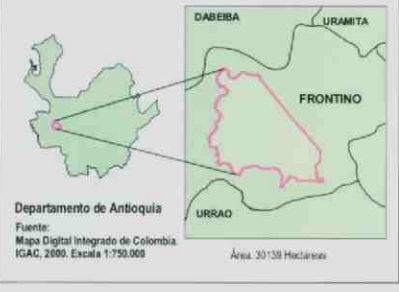 DABEIBA
URAMITA
FRONTINO
URRAO
Departamento de Antioquia
Fuente:
Mapa Digital Integrado de Colombia.
IGAC, 2000. Escala 1:750.000
Área. 30139 Hectáreas